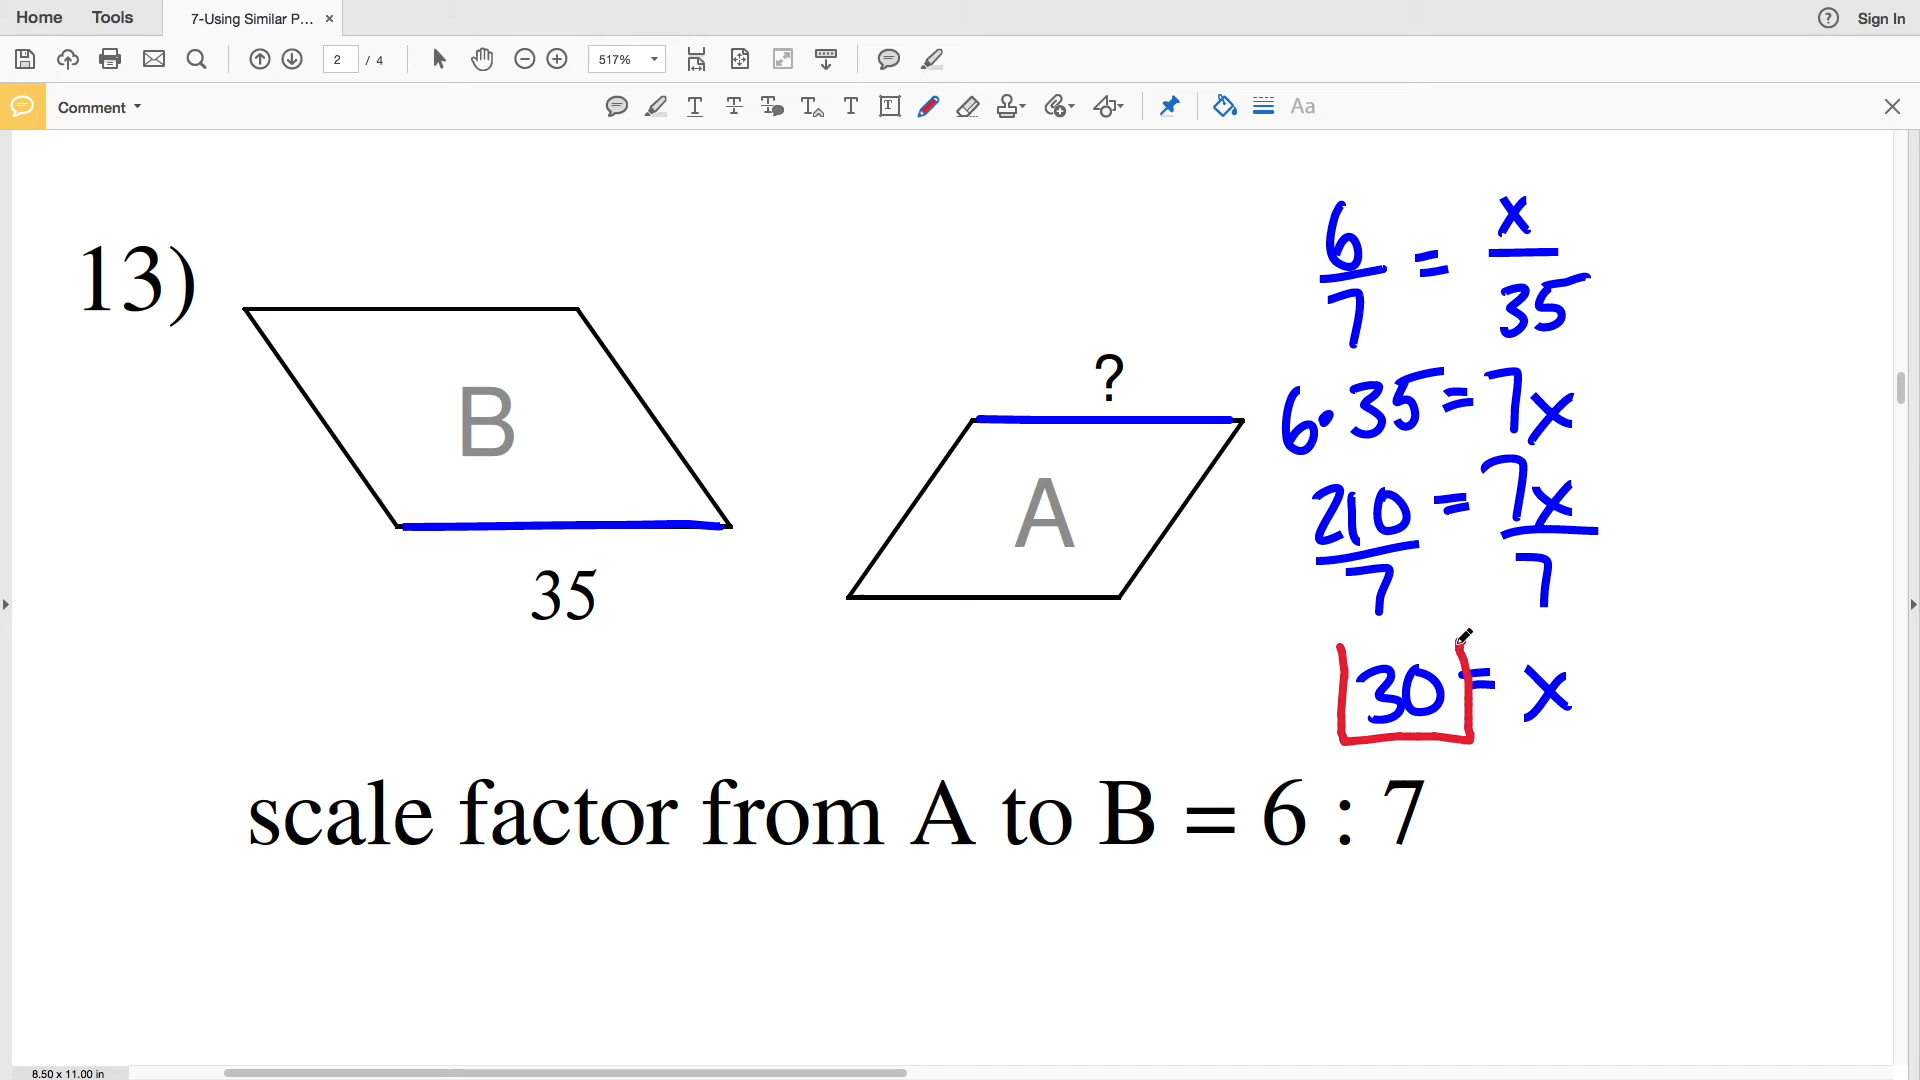 Home Tools 7-Using Similar P... × ? Sign In
2 / 4 517%
Comment Aa
13)
B
35
?
A
6/7 = x/35
6·35=7x
210/7 = 7x/7
30 = x
scale factor from A to B = 6 : 7
8.50 x 11.00 in